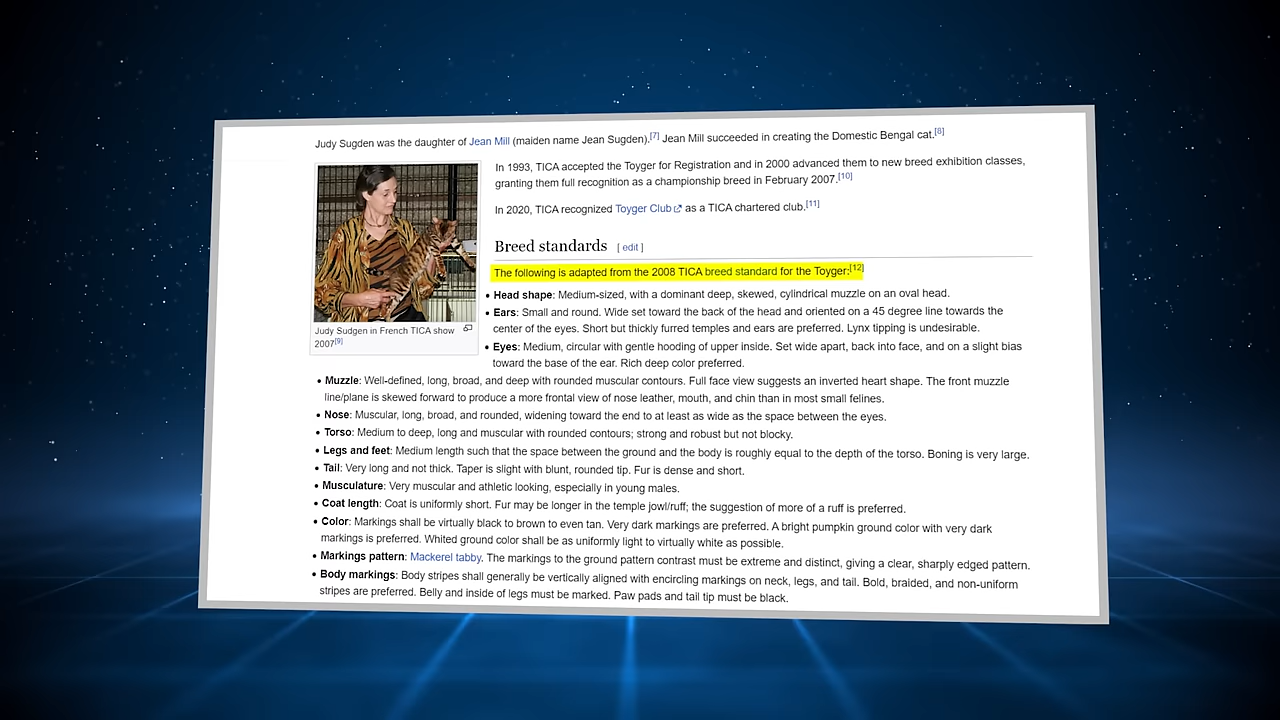 Judy Sugden was the daughter of Jean Mill (maiden name Jean Sugden).[7] Jean Mill succeeded in creating the Domestic Bengal cat.[8]
In 1993, TICA accepted the Toyger for Registration and in 2000 advanced them to new breed exhibition classes,
granting them full recognition as a championship breed in February 2007.[10]
In 2020, TICA recognized Toyger Club as a TICA chartered club.[11]
Judy Sudgen in French TICA show
2007[9]
Breed standards [ edit ]
The following is adapted from the 2008 TICA breed standard for the Toyger:[12]
• Head shape: Medium-sized, with a dominant deep, skewed, cylindrical muzzle on an oval head.
• Ears: Small and round. Wide set toward the back of the head and oriented on a 45 degree line towards the
center of the eyes. Short but thickly furred temples and ears are preferred. Lynx tipping is undesirable.
• Eyes: Medium, circular with gentle hooding of upper inside. Set wide apart, back into face, and on a slight bias
toward the base of the ear. Rich deep color preferred.
• Muzzle: Well-defined, long, broad, and deep with rounded muscular contours. Full face view suggests an inverted heart shape. The front muzzle
line/plane is skewed forward to produce a more frontal view of nose leather, mouth, and chin than in most small felines.
• Nose: Muscular, long, broad, and rounded, widening toward the end to at least as wide as the space between the eyes.
• Torso: Medium to deep, long and muscular with rounded contours; strong and robust but not blocky.
• Legs and feet: Medium length such that the space between the ground and the body is roughly equal to the depth of the torso. Boning is very large.
• Tail: Very long and not thick. Taper is slight with blunt, rounded tip. Fur is dense and short.
• Musculature: Very muscular and athletic looking, especially in young males.
• Coat length: Coat is uniformly short. Fur may be longer in the temple jowl/ruff; the suggestion of more of a ruff is preferred.
• Color: Markings shall be virtually black to brown to even tan. Very dark markings are preferred. A bright pumpkin ground color with very dark
markings is preferred. Whited ground color shall be as uniformly light to virtually white as possible.
• Markings pattern: Mackerel tabby. The markings to the ground pattern contrast must be extreme and distinct, giving a clear, sharply edged pattern.
• Body markings: Body stripes shall generally be vertically aligned with encircling markings on neck, legs, and tail. Bold, braided, and non-uniform
stripes are preferred. Belly and inside of legs must be marked. Paw pads and tail tip must be black.